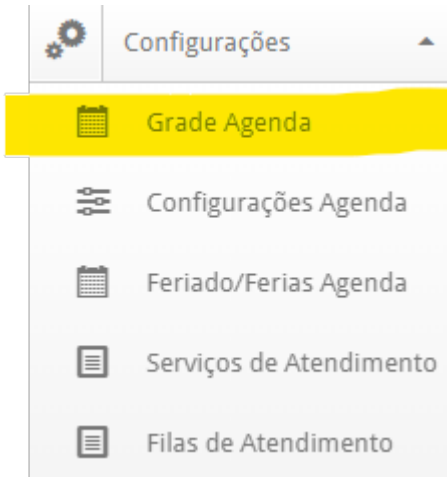 Configurações
Grade Agenda
Configurações Agenda
Feriado/Ferias Agenda
Serviços de Atendimento
Filas de Atendimento